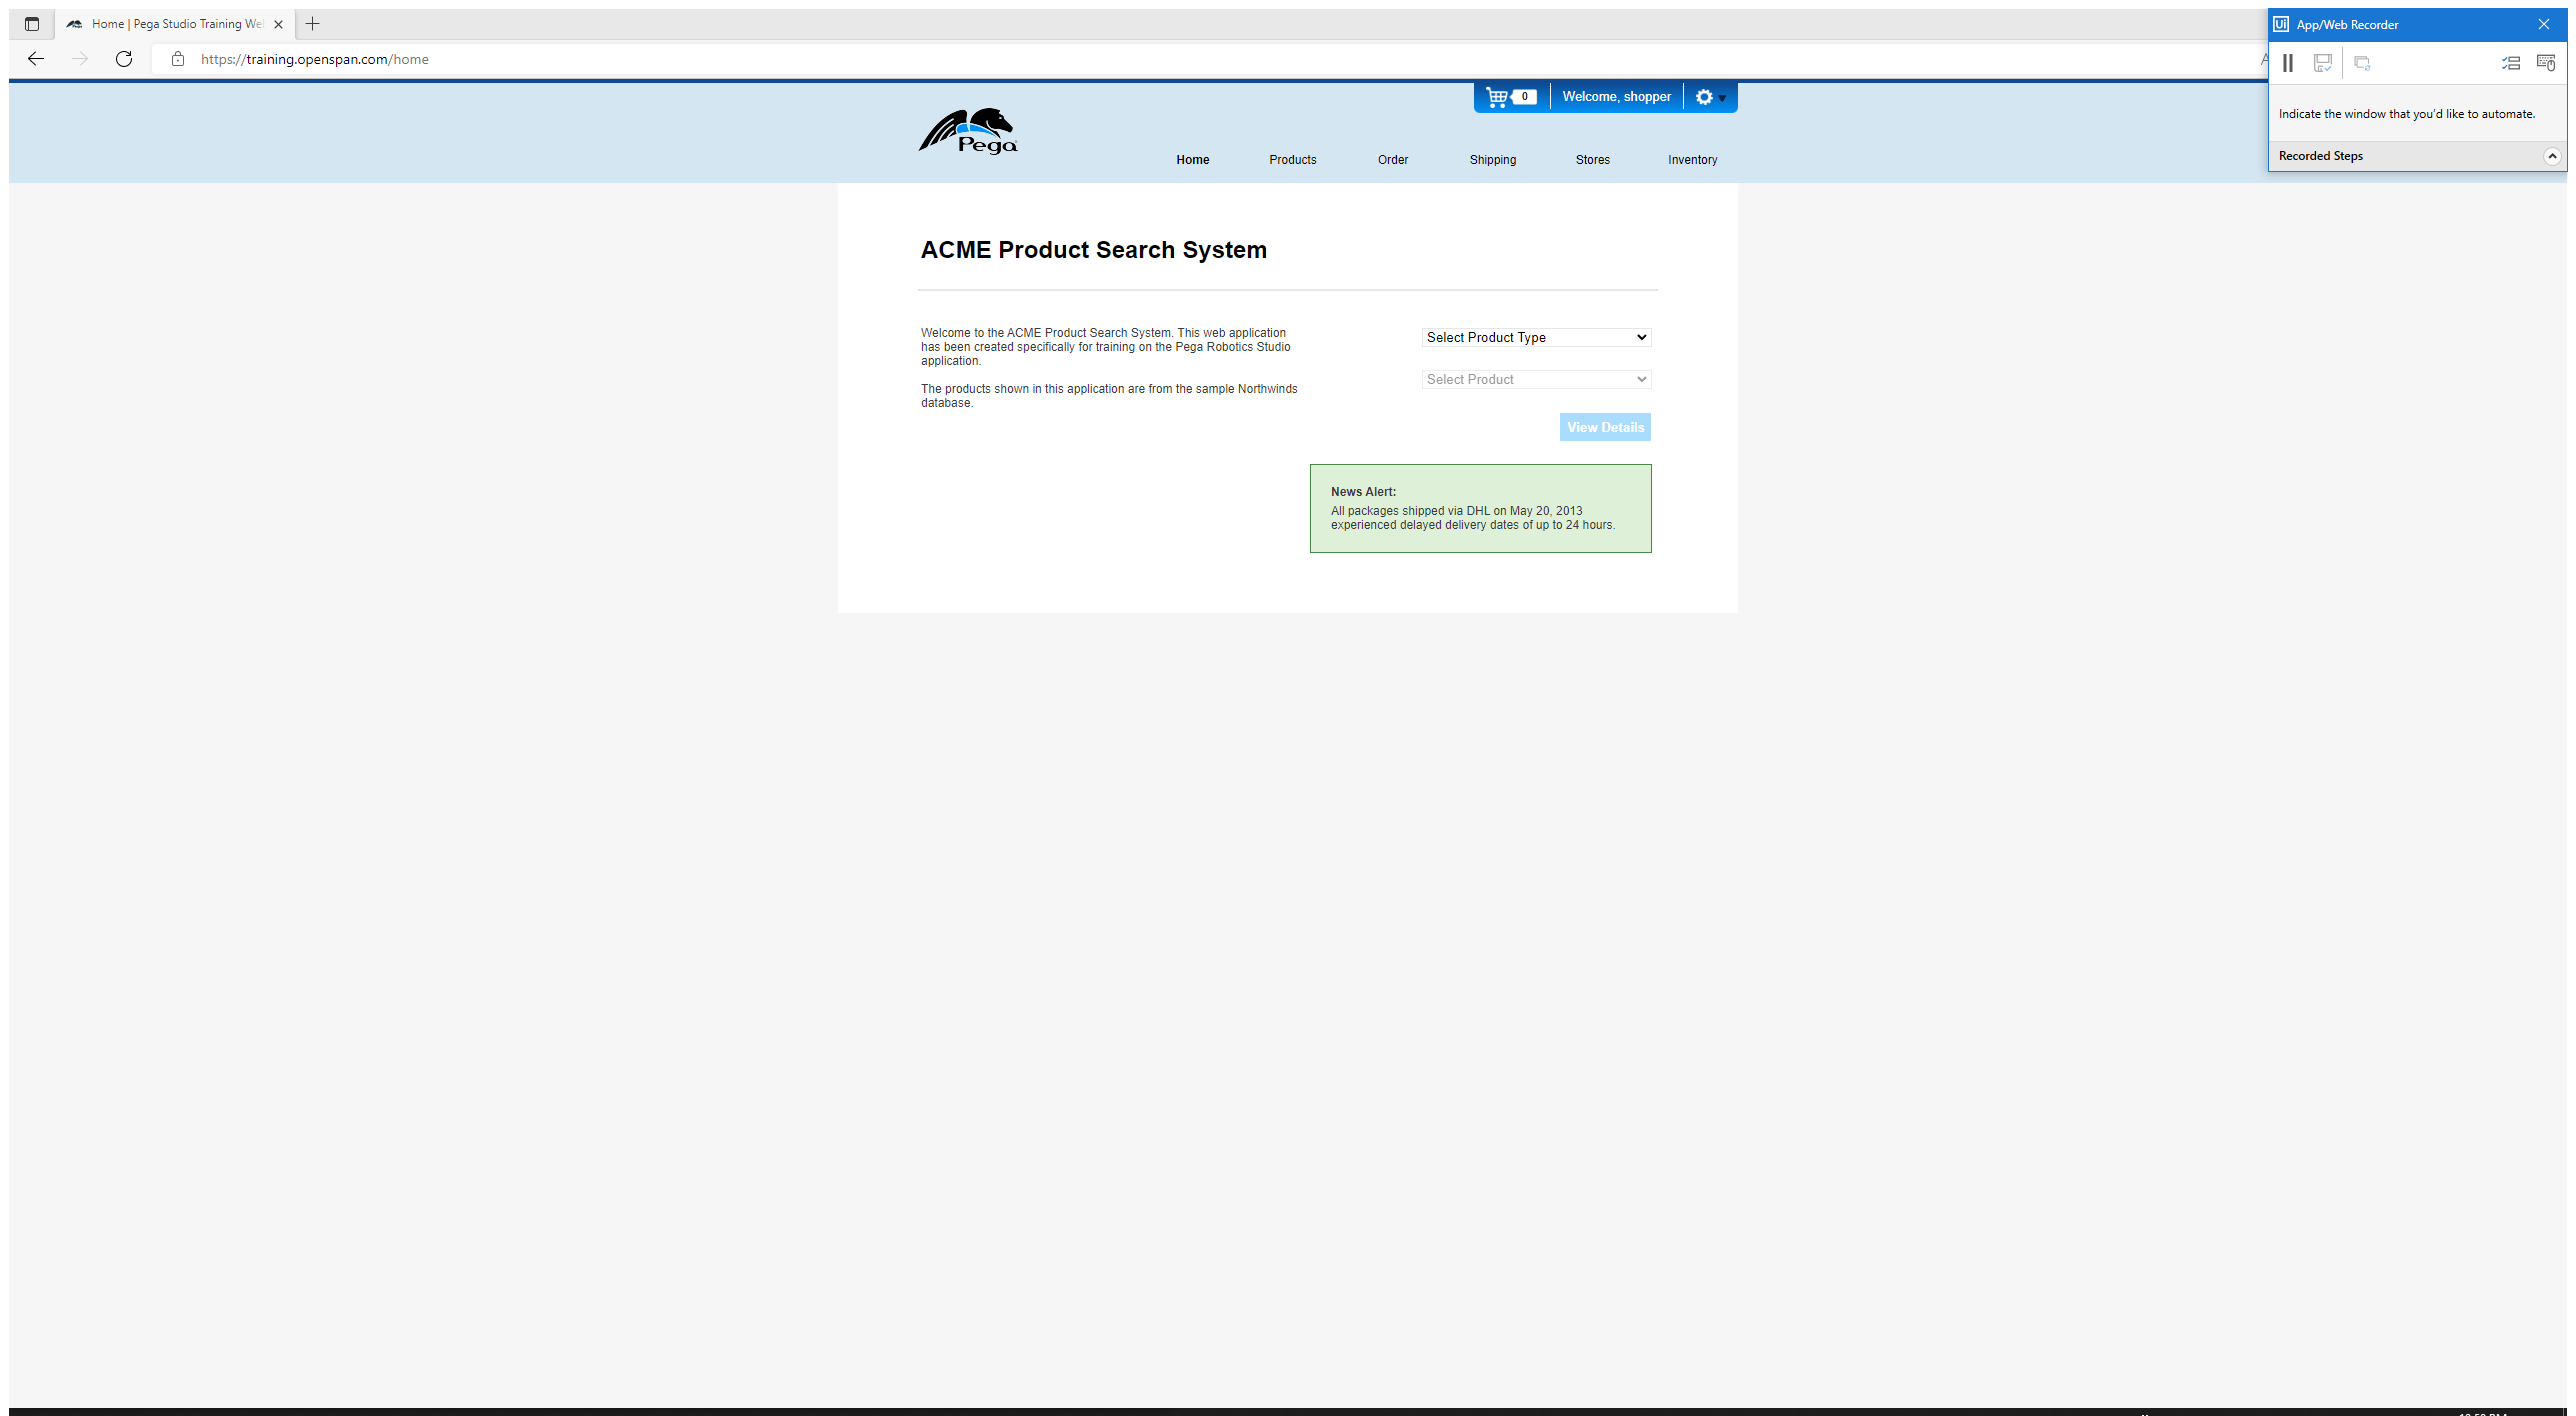 Home | Pega Studio Training We
Ui App/Web Recorder
https://training.openspan.com/home
A
0
Welcome, shopper
Indicate the window that you'd like to automate.
Recorded Steps
Pega
Home
Products
Order
Shipping
Stores
Inventory
ACME Product Search System
Welcome to the ACME Product Search System. This web application
has been created specifically for training on the Pega Robotics Studio
application.
The products shown in this application are from the sample Northwinds
database.
Select Product Type
Select Product
View Details
News Alert:
All packages shipped via DHL on May 20, 2013
experienced delayed delivery dates of up to 24 hours.